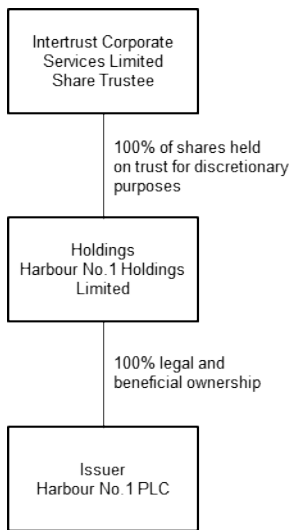 Intertrust Corporate
Services Limited
Share Trustee
100% of shares held
on trust for discretionary
purposes
Holdings
Harbour No.1 Holdings
Limited
100% legal and
beneficial ownership
Issuer
Harbour No.1 PLC